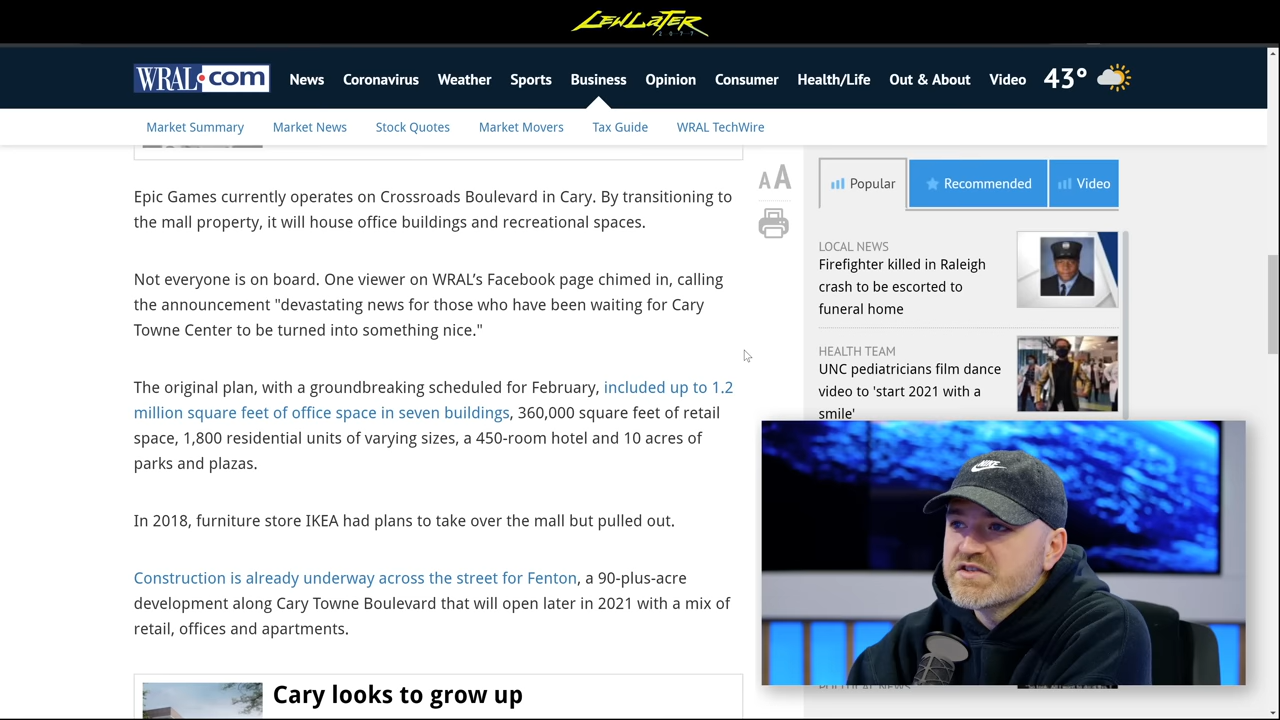 LEWLATER
2077
WRAL.com
News
Coronavirus
Weather
Sports
Business
Opinion
Consumer
Health/Life
Out & About
Video
43°
Market Summary
Market News
Stock Quotes
Market Movers
Tax Guide
WRAL TechWire
Epic Games currently operates on Crossroads Boulevard in Cary. By transitioning to
the mall property, it will house office buildings and recreational spaces.
Not everyone is on board. One viewer on WRAL’s Facebook page chimed in, calling
the announcement "devastating news for those who have been waiting for Cary
Towne Center to be turned into something nice."
The original plan, with a groundbreaking scheduled for February, included up to 1.2
million square feet of office space in seven buildings, 360,000 square feet of retail
space, 1,800 residential units of varying sizes, a 450-room hotel and 10 acres of
parks and plazas.
In 2018, furniture store IKEA had plans to take over the mall but pulled out.
Construction is already underway across the street for Fenton, a 90-plus-acre
development along Cary Towne Boulevard that will open later in 2021 with a mix of
retail, offices and apartments.
Cary looks to grow up
AA
Popular
Recommended
Video
LOCAL NEWS
Firefighter killed in Raleigh
crash to be escorted to
funeral home
HEALTH TEAM
UNC pediatricians film dance
video to 'start 2021 with a
smile'
NIKE